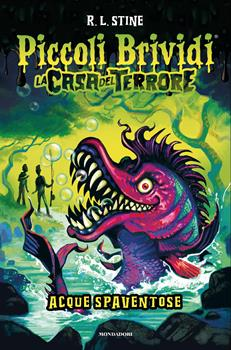 R. L. STINE
Piccoli Brividi
LA CASA DEL TERRORE
ACQUE SPAVENTOSE
MONDADORI